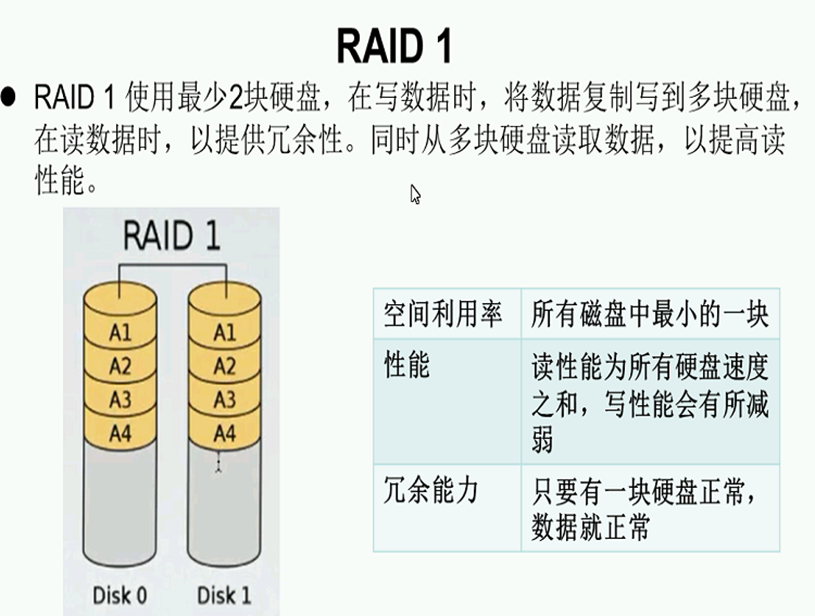 RAID 1
● RAID 1 使用最少2块硬盘，在写数据时，将数据复制写到多块硬盘，
在读数据时，以提供冗余性。同时从多块硬盘读取数据，以提高读
性能。
RAID 1
A1 A1
A2 A2
A3 A3
A4 A4
Disk 0 Disk 1
空间利用率 所有磁盘中最小的一块
性能 读性能为所有硬盘速度
之和，写性能会有所减
弱
冗余能力 只要有一块硬盘正常，
数据就正常